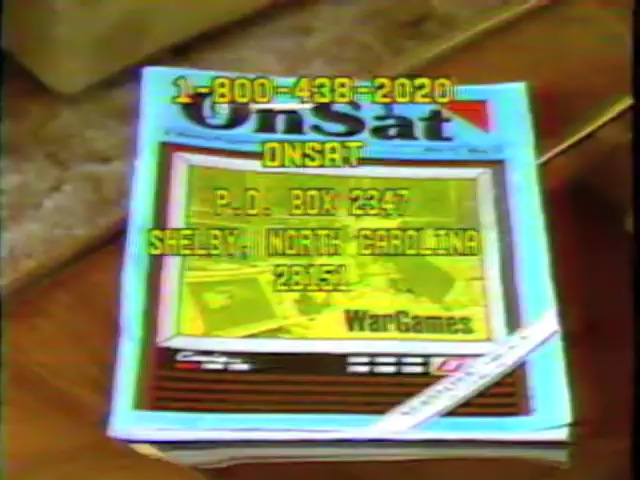 1-800-438-2020
OnSat
ONSAT
P.O. BOX 2347
SHELBY, NORTH CAROLINA
28151
WarGames